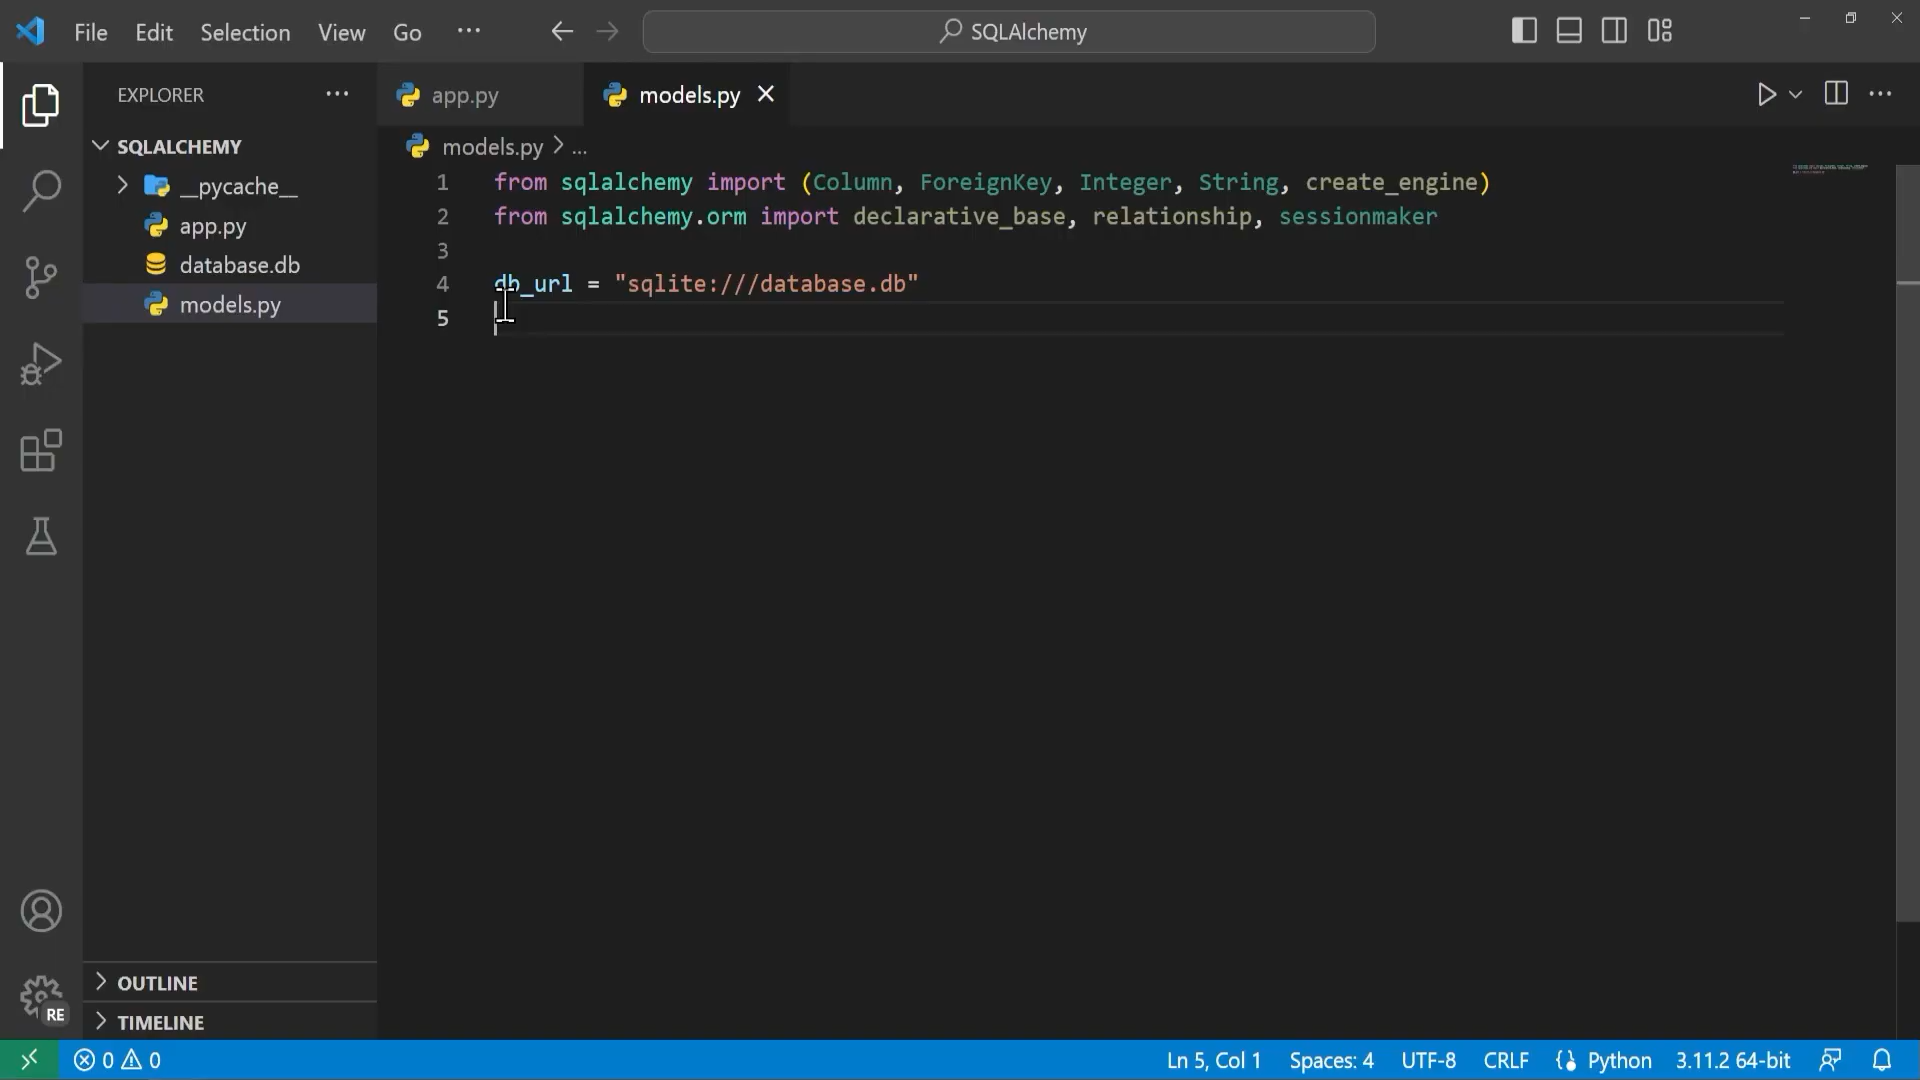 File Edit Selection View Go ··· SQLAlchemy
EXPLORER ···
SQLALCHEMY
__pycache__
app.py
database.db
models.py
OUTLINE
TIMELINE
app.py models.py
models.py > ...
1 from sqlalchemy import (Column, ForeignKey, Integer, String, create_engine)
2 from sqlalchemy.orm import declarative_base, relationship, sessionmaker
3
4 db_url = "sqlite:///database.db"
5
RE
0 0 Ln 5, Col 1 Spaces: 4 UTF-8 CRLF Python 3.11.2 64-bit